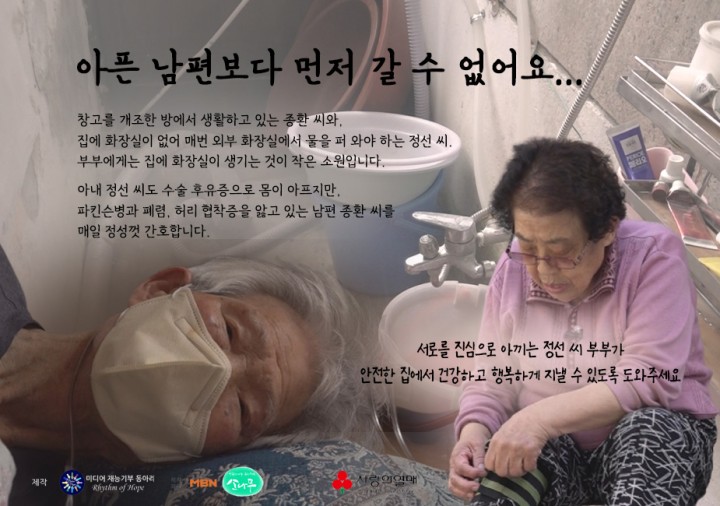 아픈 남편보다 먼저 갈 수 없어요...
창고를 개조한 방에서 생활하고 있는 종환 씨와,
집에 화장실이 없어 매번 외부 화장실에서 물을 퍼 와야 하는 정선 씨.
부부에게는 집에 화장실이 생기는 것이 작은 소원입니다.
아내 정선 씨도 수술 후유증으로 몸이 아프지만,
파킨슨병과 폐렴, 허리 협착증을 앓고 있는 남편 종환 씨를
매일 정성껏 간호합니다.
서로를 진심으로 아끼는 정선 씨 부부가
안전한 집에서 건강하고 행복하게 지낼 수 있도록 도와주세요.
제작
미디어 재능기부 동아리
Rhythm of Hope
MBN
소나무
사랑의열매